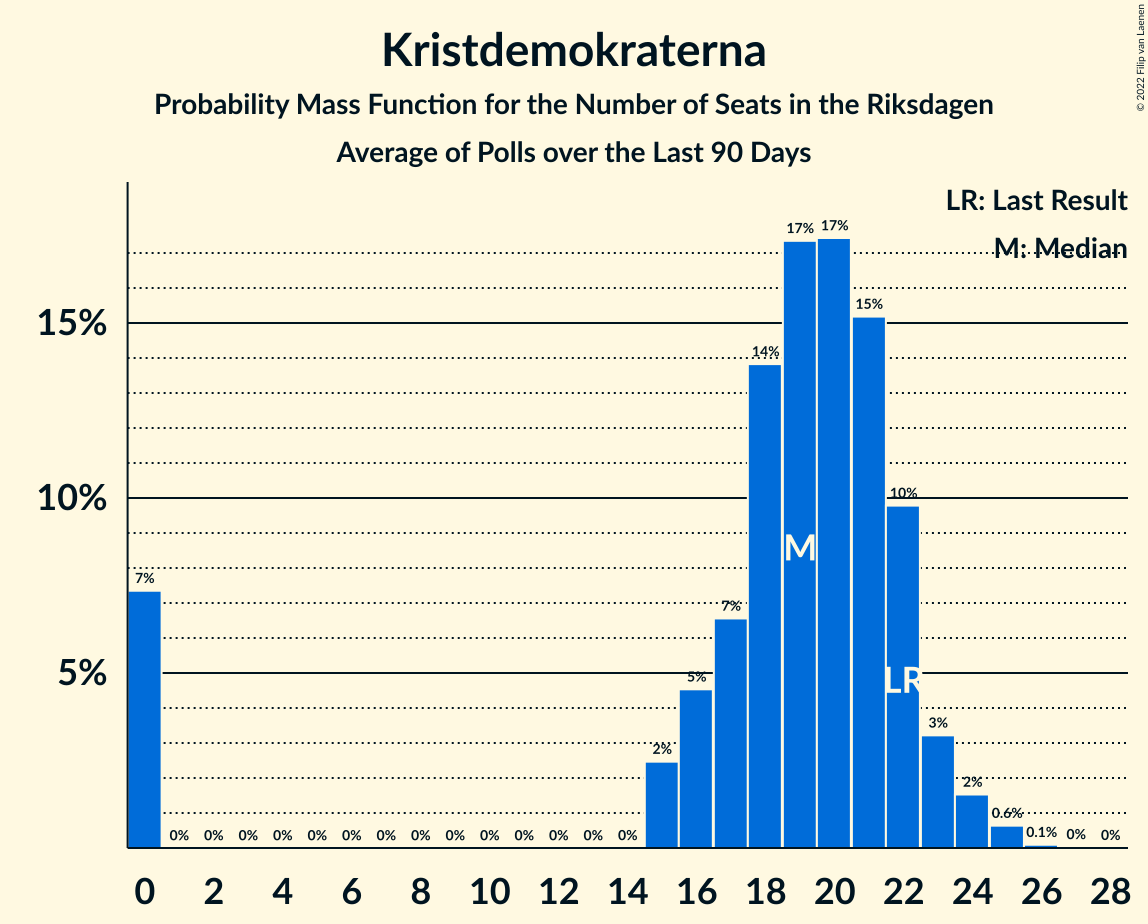 Kristdemokraterna
Probability Mass Function for the Number of Seats in the Riksdagen
Average of Polls over the Last 90 Days
© 2022 Filip van Laenen
LR: Last Result
M: Median
17% 17%
15%
15%
14%
10%
10%
M
7%
7%
5%
5%
LR
3%
2%
2%
0.6%
0% 0% 0% 0% 0% 0% 0% 0% 0% 0% 0% 0% 0% 0% 0.1% 0% 0%
0 2 4 6 8 10 12 14 16 18 20 22 24 26 28